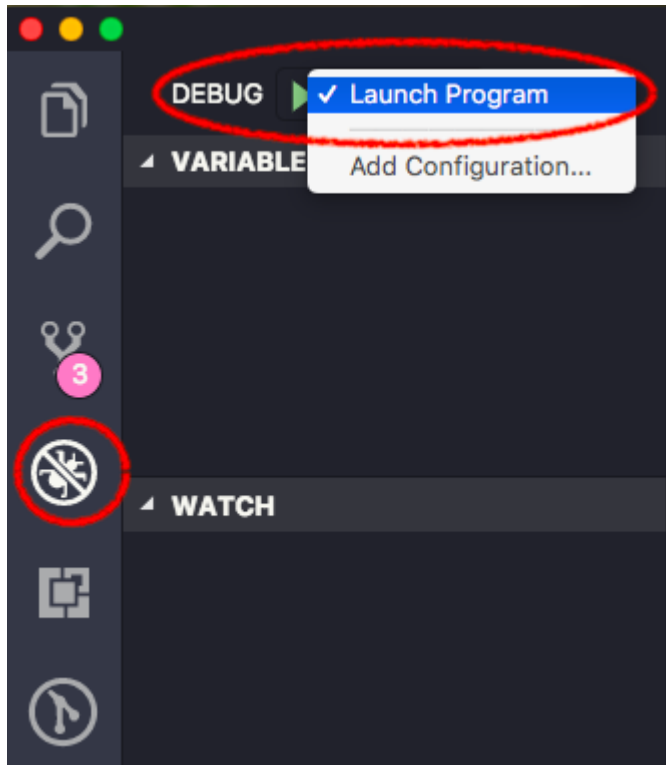 DEBUG
✓ Launch Program
VARIABLE
Add Configuration...
3
WATCH